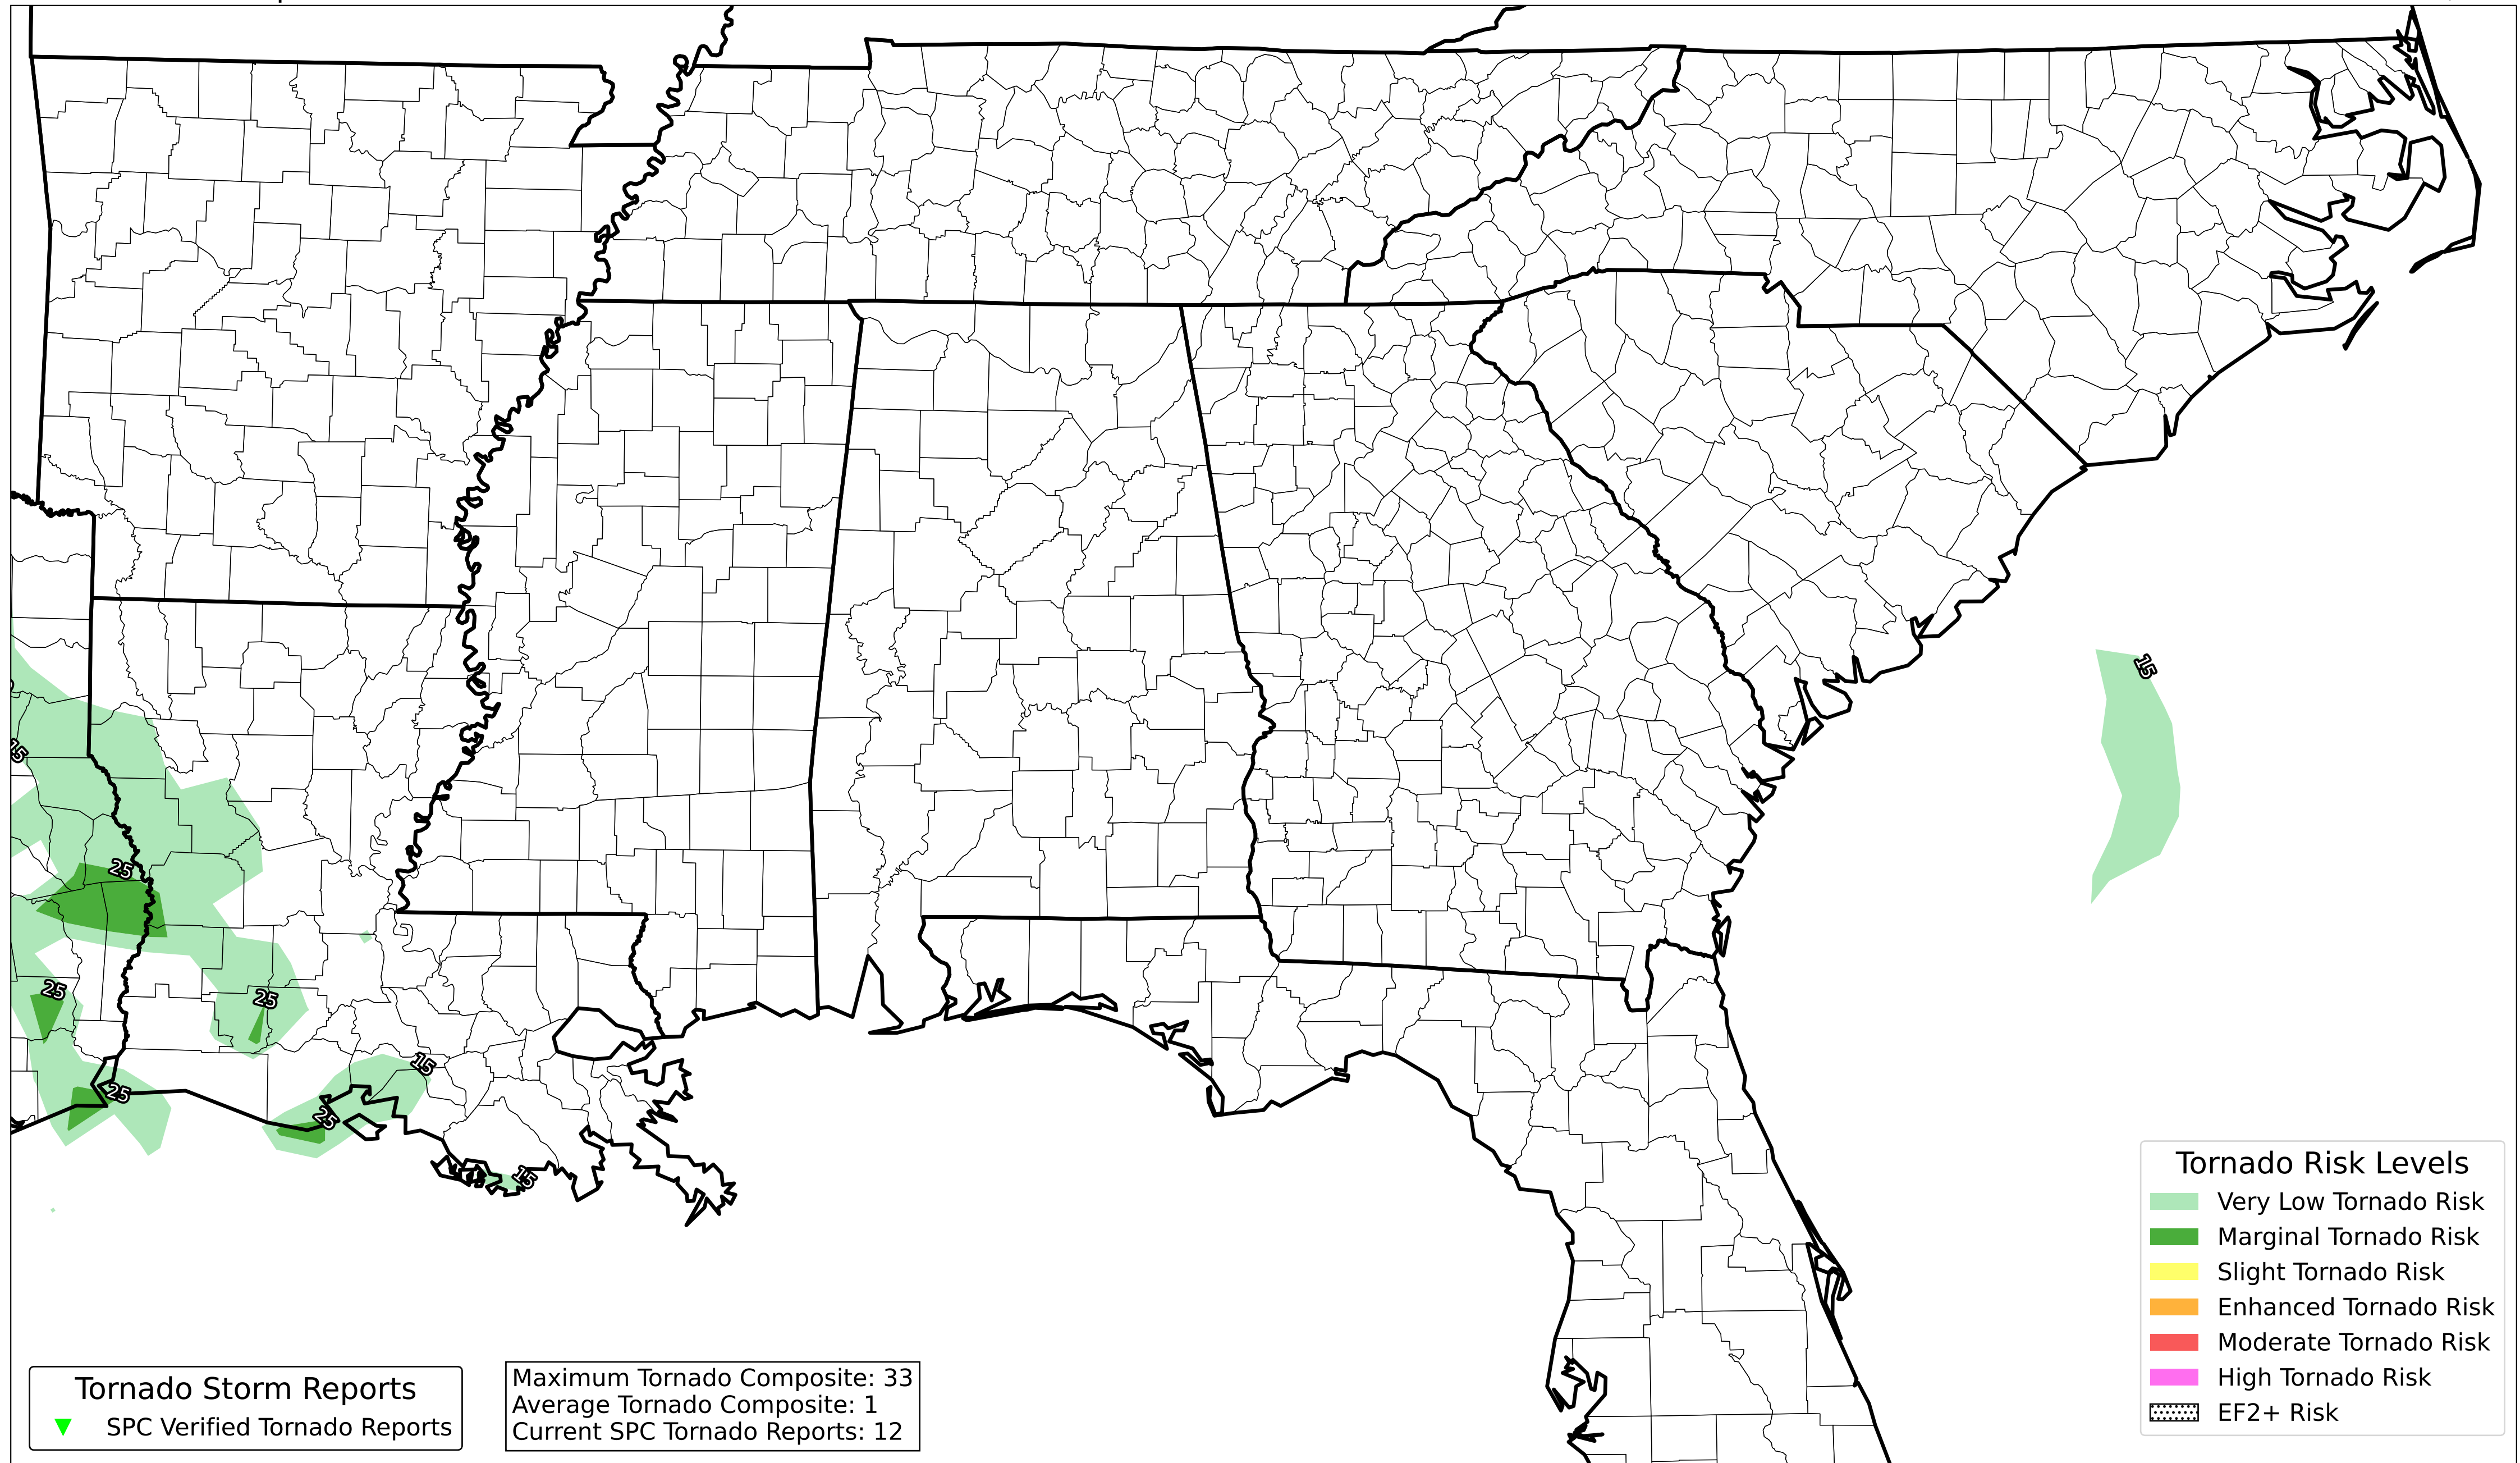 15
15
25
25
25
15
25
25
15
Tornado Risk Levels
Very Low Tornado Risk
Marginal Tornado Risk
Slight Tornado Risk
Enhanced Tornado Risk
Moderate Tornado Risk
High Tornado Risk
EF2+ Risk
Tornado Storm Reports
SPC Verified Tornado Reports
Maximum Tornado Composite: 33
Average Tornado Composite: 1
Current SPC Tornado Reports: 12